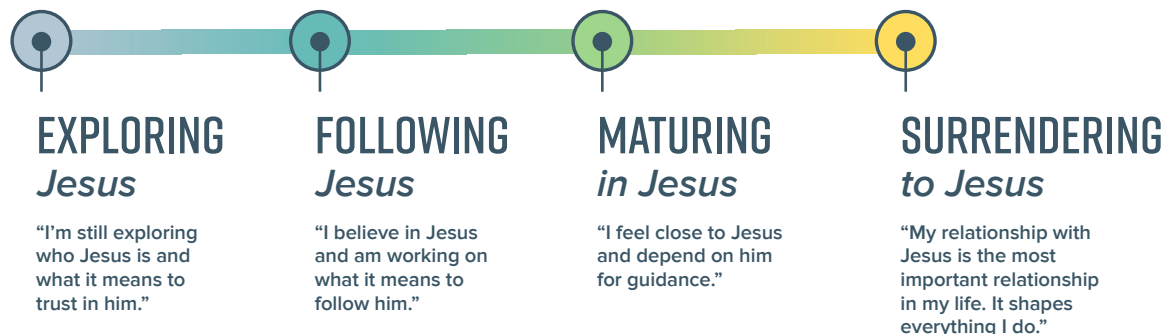 EXPLORING
Jesus
“I’m still exploring
who Jesus is and
what it means to
trust in him.”
FOLLOWING
Jesus
“I believe in Jesus
and am working on
what it means to
follow him.”
MATURING
in Jesus
“I feel close to Jesus
and depend on him
for guidance.”
SURRENDERING
to Jesus
“My relationship with
Jesus is the most
important relationship
in my life. It shapes
everything I do.”